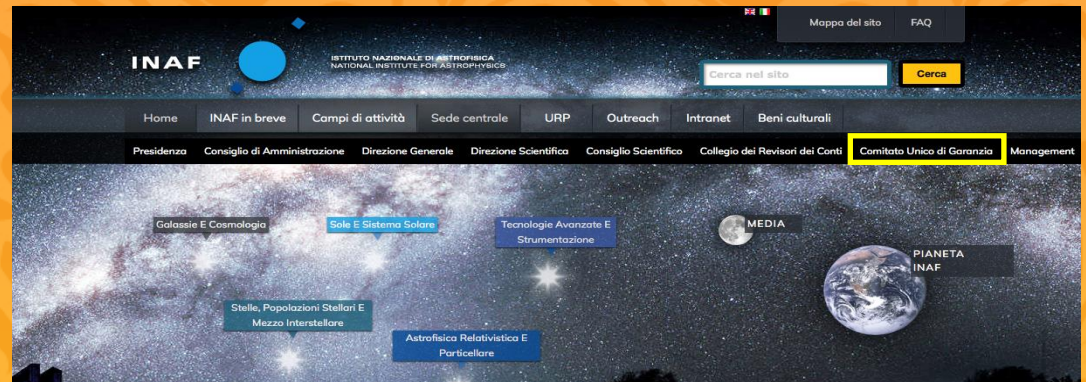 Mappa del sito FAQ
INAF
ISTITUTO NAZIONALE DI ASTROFISICA
NATIONAL INSTITUTE FOR ASTROPHYSICS
Cerca nel sito Cerca
Home INAF in breve Campi di attività Sede centrale URP Outreach Intranet Beni culturali
Presidenza Consiglio di Amministrazione Direzione Generale Direzione Scientifica Consiglio Scientifico Collegio dei Revisori dei Conti Comitato Unico di Garanzia Management
Galassie E Cosmologia
Sole E Sistema Solare
Tecnologie Avanzate E
Strumentazione
MEDIA
PIANETA
INAF
Stelle, Popolazioni Stellari E
Mezzo Interstellare
Astrofisica Relativistica E
Particellare